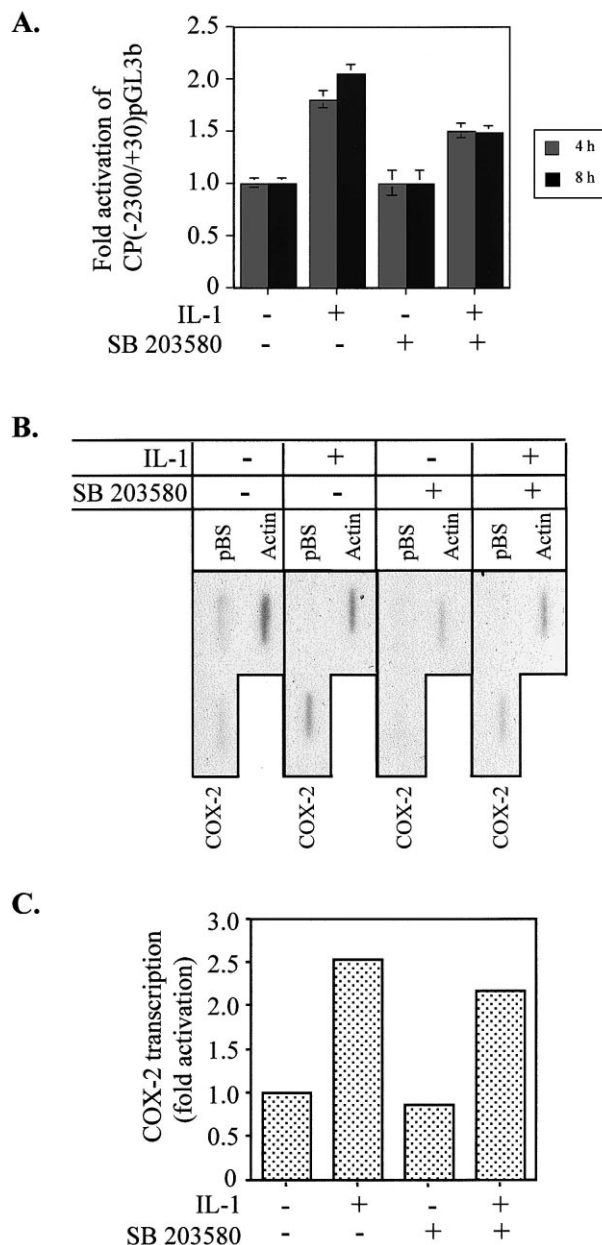 A.
Fold activation of
CP(-2300/+30)pGL3b
2.5
2.0
1.5
1.0
0.5
0
4 h
8 h
IL-1 - + - +
SB 203580 - - + +
B.
IL-1 - + - +
SB 203580 - - + +
pBS Actin pBS Actin pBS Actin pBS Actin
COX-2 COX-2 COX-2 COX-2
C.
COX-2 transcription
(fold activation)
3.0
2.5
2.0
1.5
1.0
0.5
0
IL-1 - + - +
SB 203580 - - + +